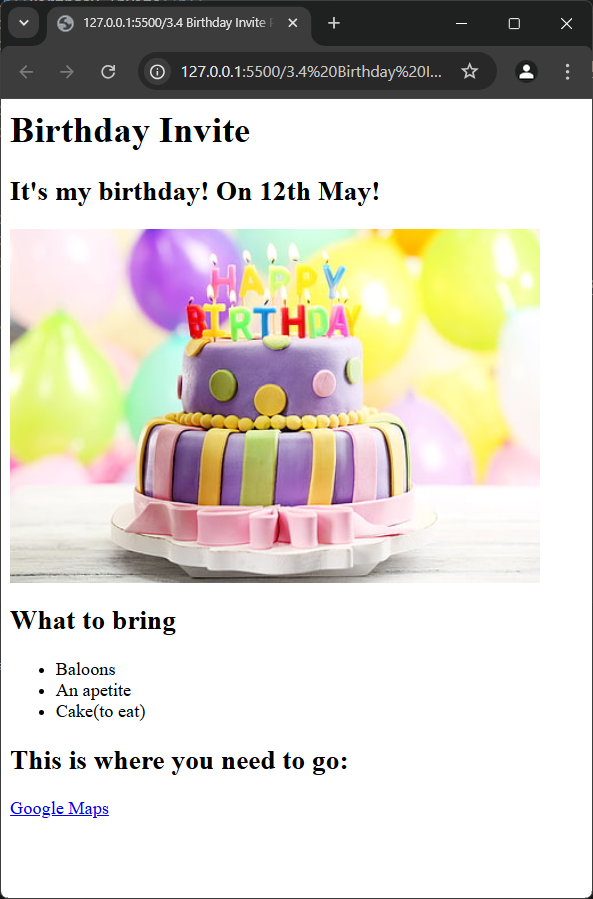 127.0.0.1:5500/3.4 Birthday Invite
127.0.0.1:5500/3.4%20Birthday%20I...
Birthday Invite
It's my birthday! On 12th May!
HAPPY
BIRTHDAY
What to bring
Baloons
An apetite
Cake(to eat)
This is where you need to go:
Google Maps